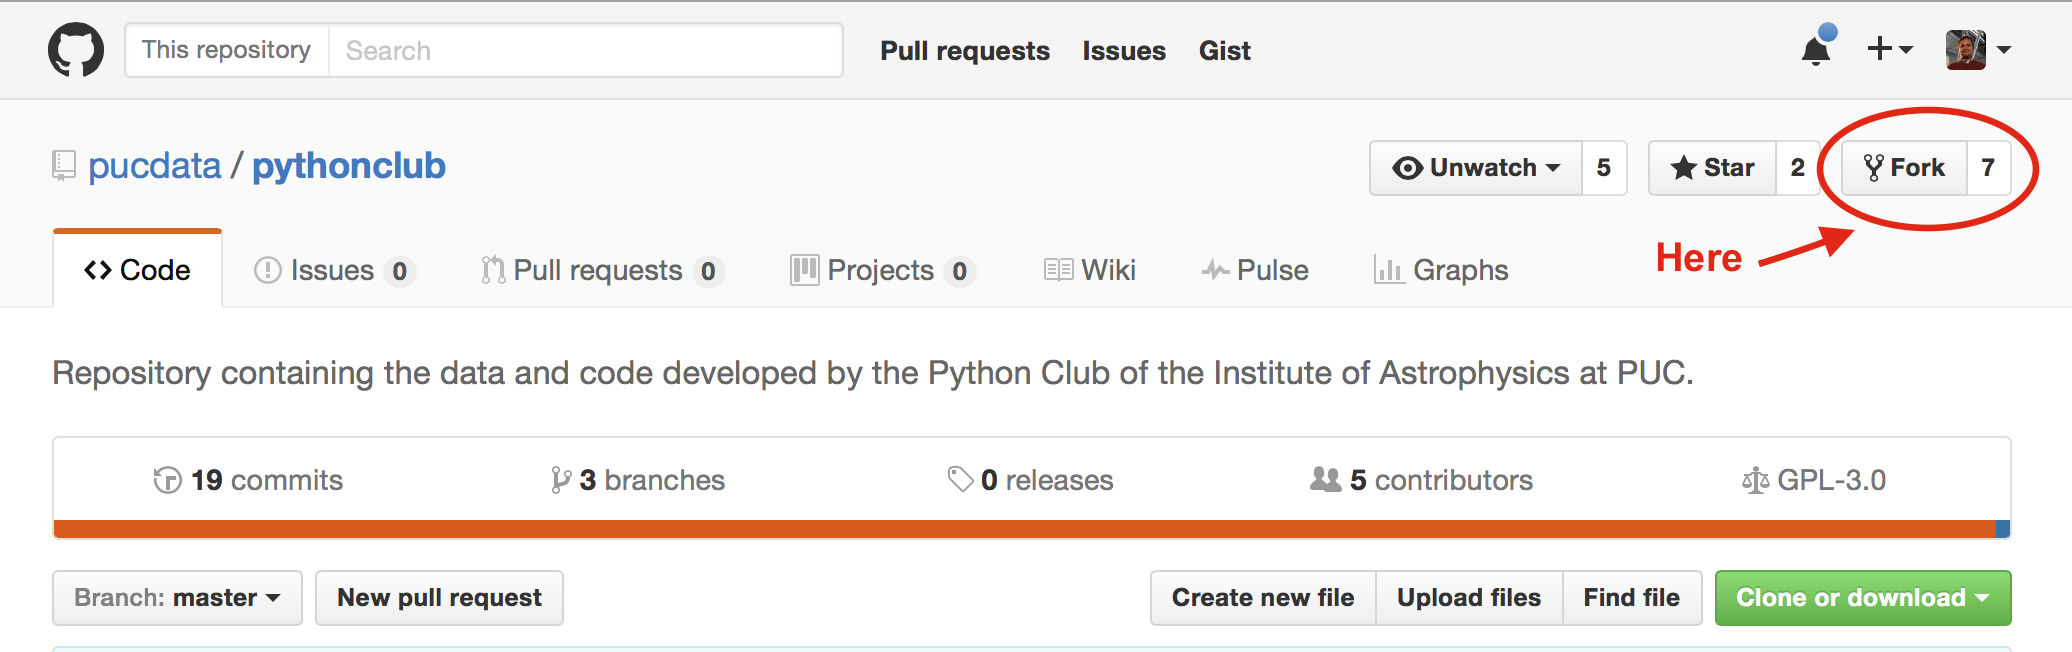 This repository Search Pull requests Issues Gist
pucdata / pythonclub Unwatch 5 Star 2 Fork 7
Here
Code Issues 0 Pull requests 0 Projects 0 Wiki Pulse Graphs
Repository containing the data and code developed by the Python Club of the Institute of Astrophysics at PUC.
19 commits 3 branches 0 releases 5 contributors GPL-3.0
Branch: master New pull request Create new file Upload files Find file Clone or download